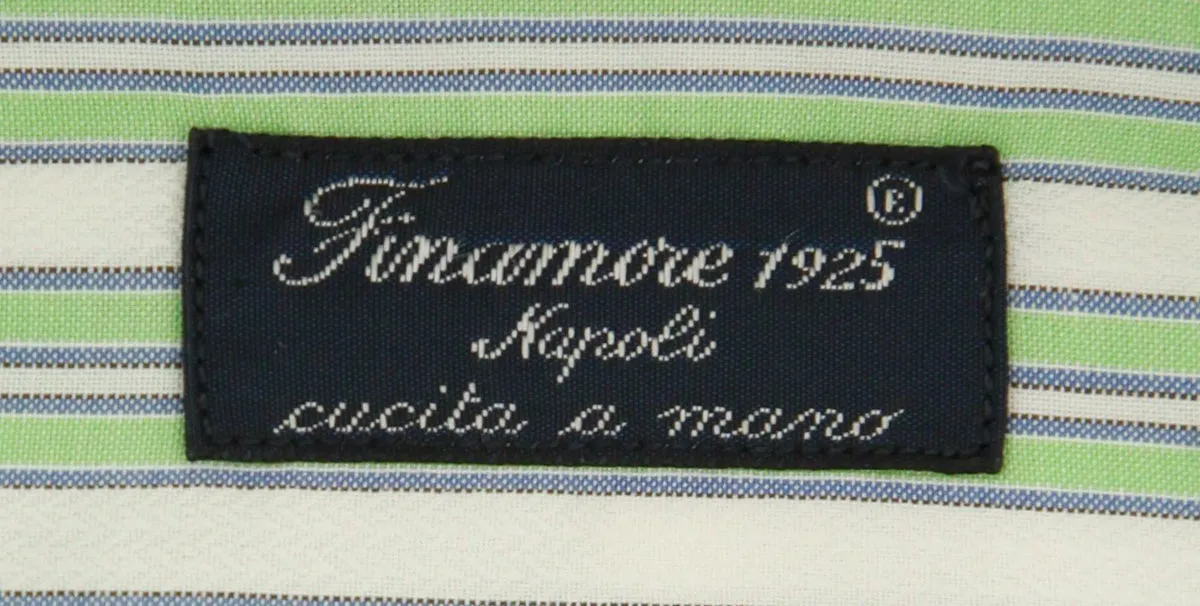 Finamore 1925 ®
Napoli
cucita a mano